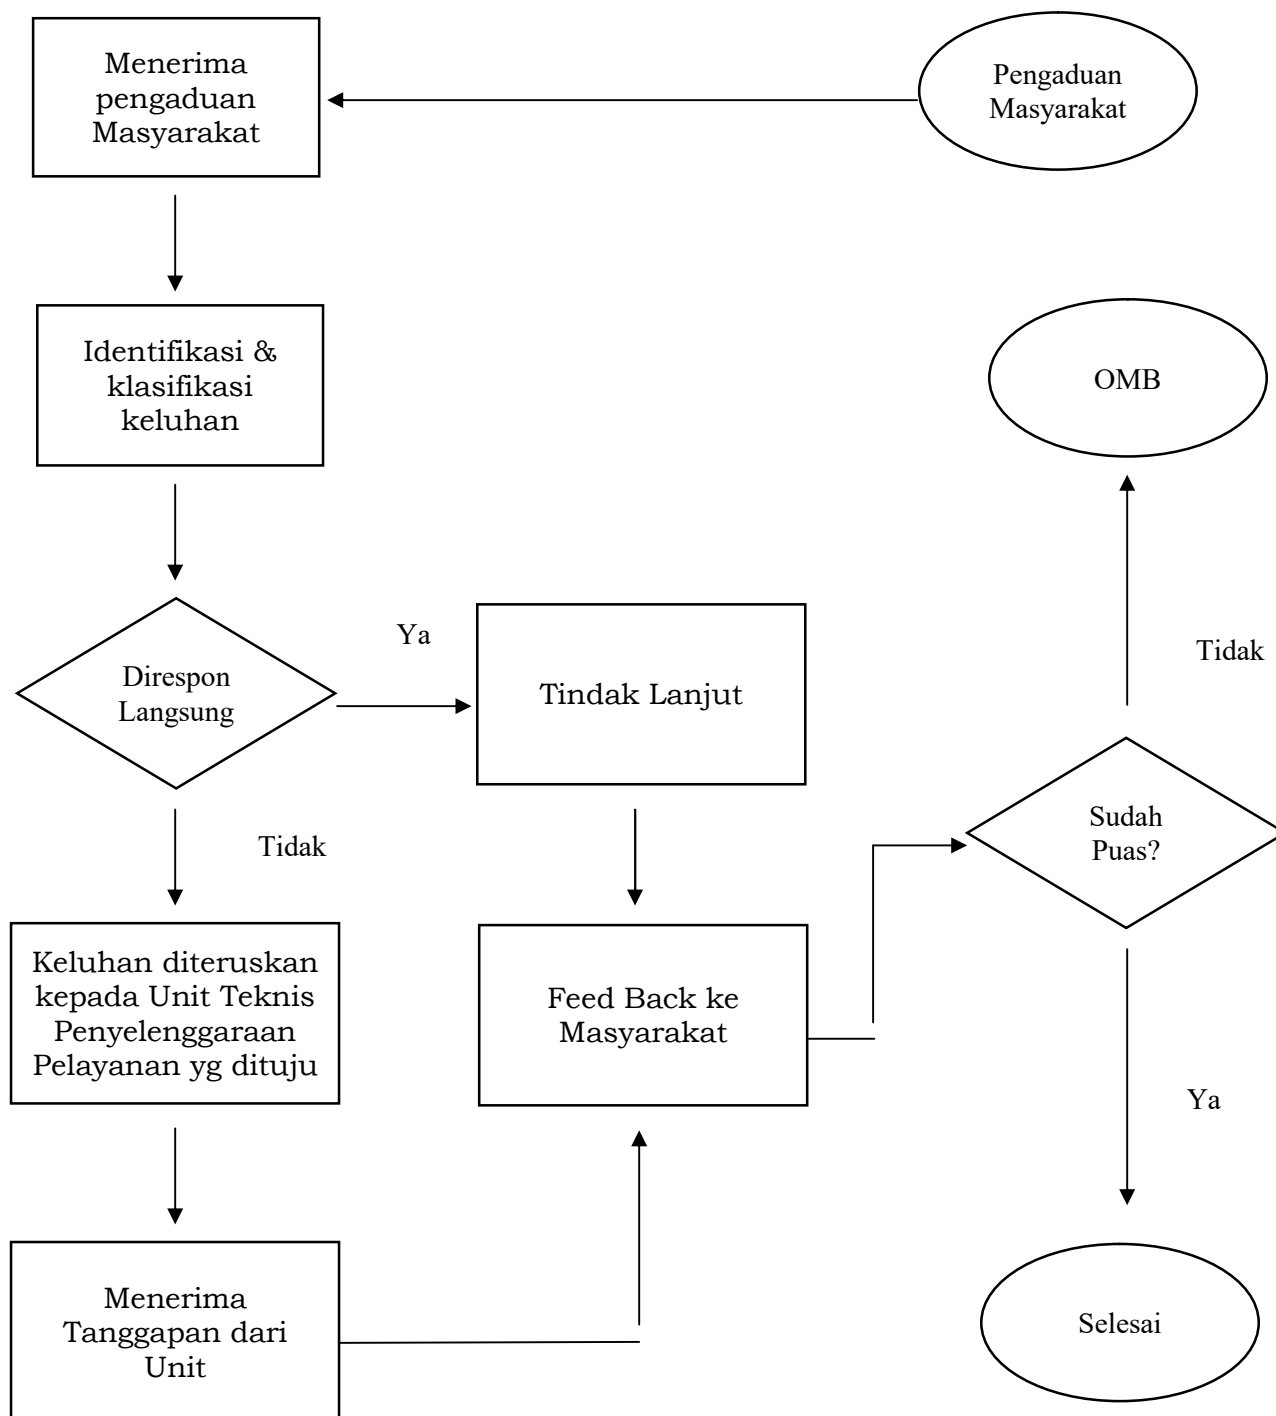 Menerima
pengaduan
Masyarakat
Pengaduan
Masyarakat
Identifikasi &
klasifikasi
keluhan
OMB
Direspon
Langsung
Ya
Tindak Lanjut
Tidak
Sudah
Puas?
Tidak
Keluhan diteruskan
kepada Unit Teknis
Penyelenggaraan
Pelayanan yg dituju
Feed Back ke
Masyarakat
Ya
Menerima
Tanggapan dari
Unit
Selesai